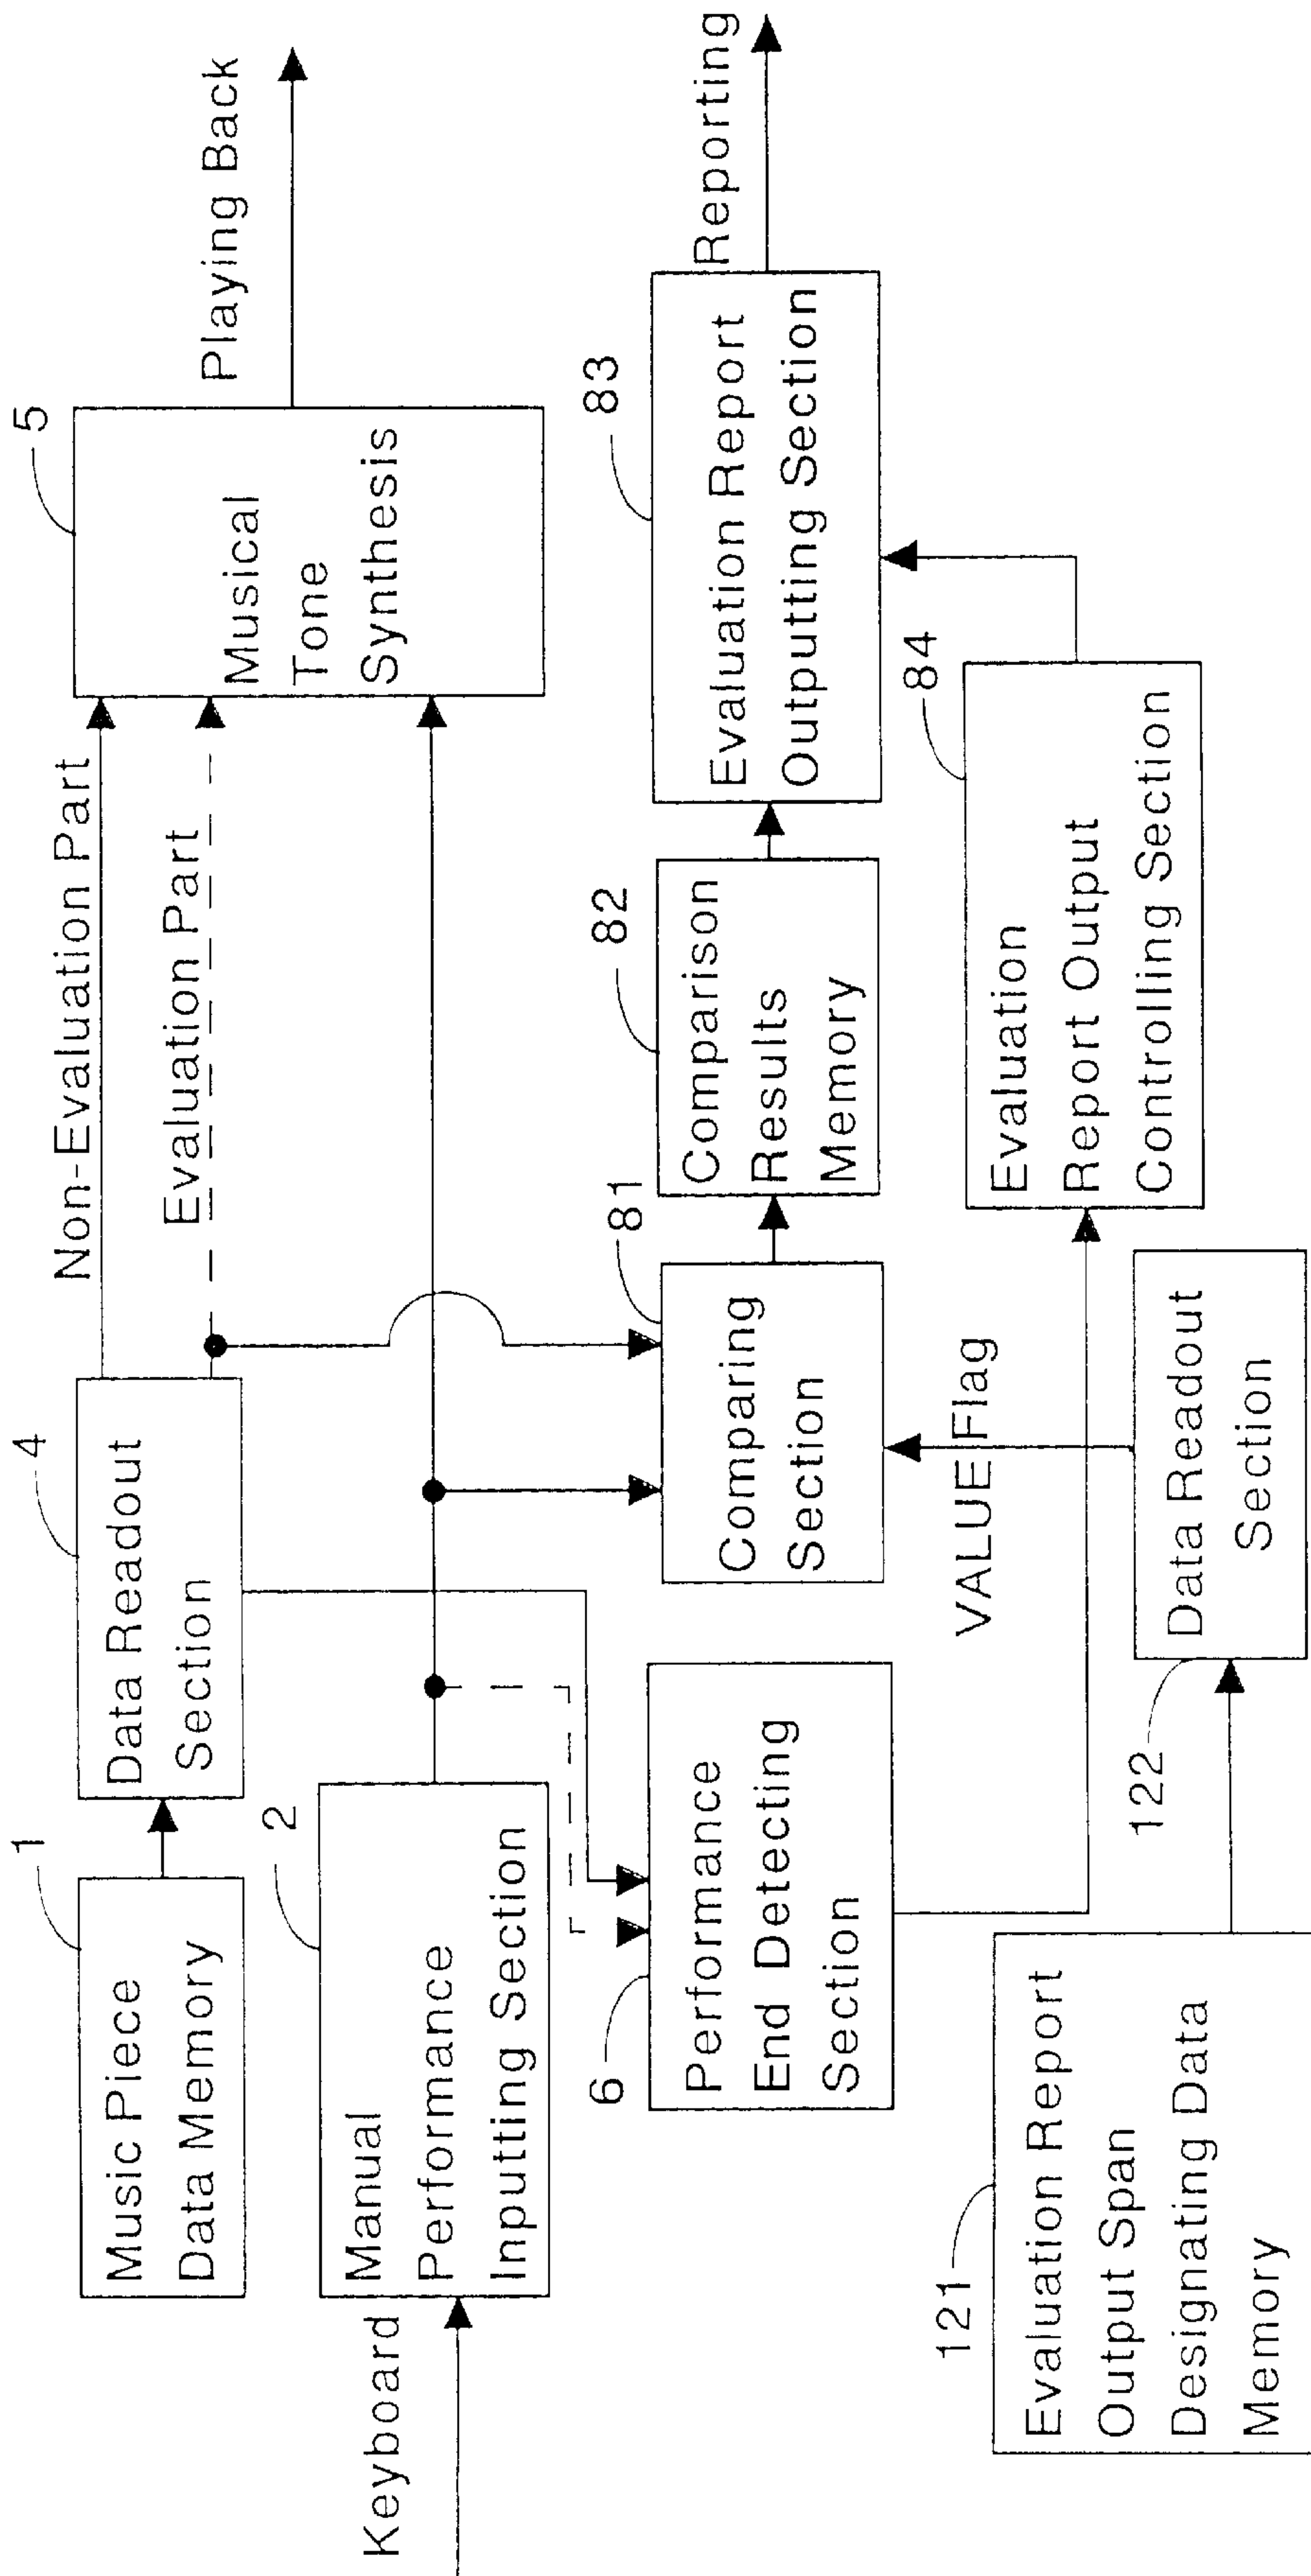 1
Music Piece
Data Memory
4
Data Readout
Section
Non-Evaluation Part
Evaluation Part
5
Musical
Tone
Synthesis
Playing Back
Keyboard
2
Manual
Performance
Inputting Section
6
Performance
End Detecting
Section
81
Comparing
Section
82
Comparison
Results
Memory
83
Evaluation Report
Outputting Section
Reporting
VALUE Flag
84
Evaluation
Report Output
Controlling Section
121
Evaluation Report
Output Span
Designating Data
Memory
122
Data Readout
Section